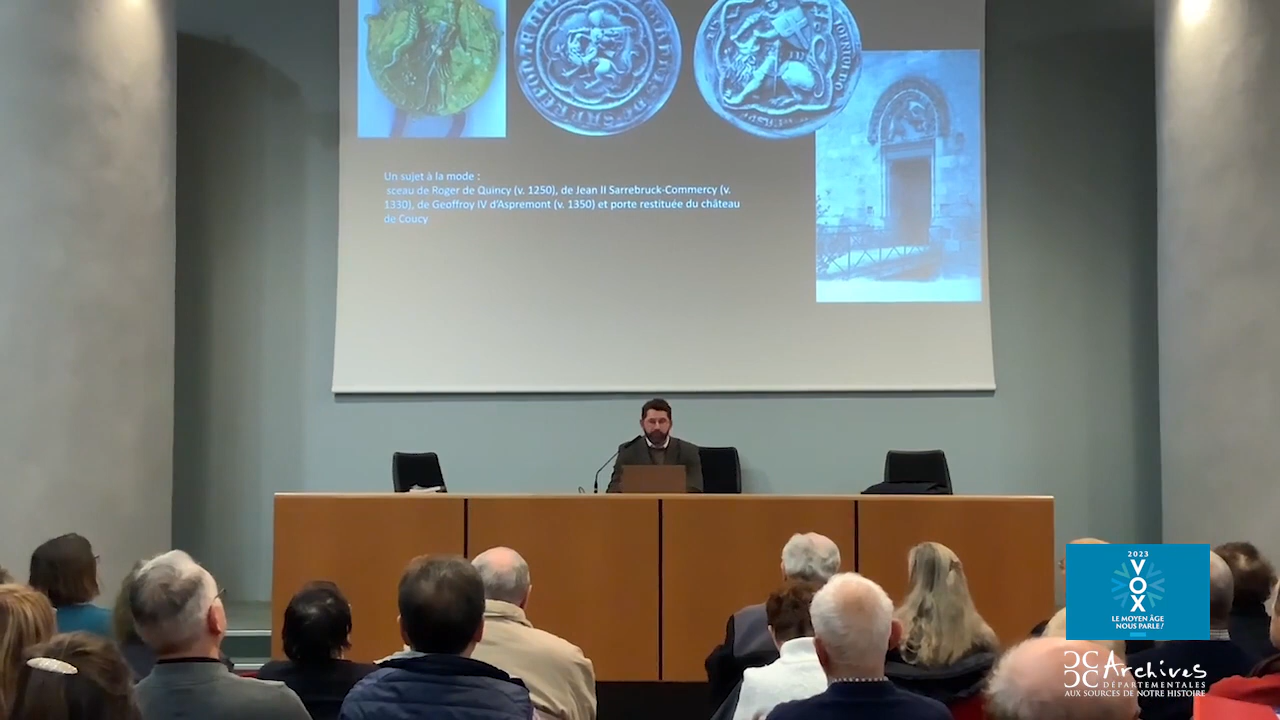 Un sujet à la mode :
sceau de Roger de Quincy (v. 1250), de Jean II Sarrebruck-Commercy (v.
1330), de Geoffroy IV d'Aspremont (v. 1350) et porte restituée du château
de Coucy
2023
VOX
LE MOYEN ÂGE
NOUS PARLE !
Archives
DÉPARTEMENTALES
AUX SOURCES DE NOTRE HISTOIRE